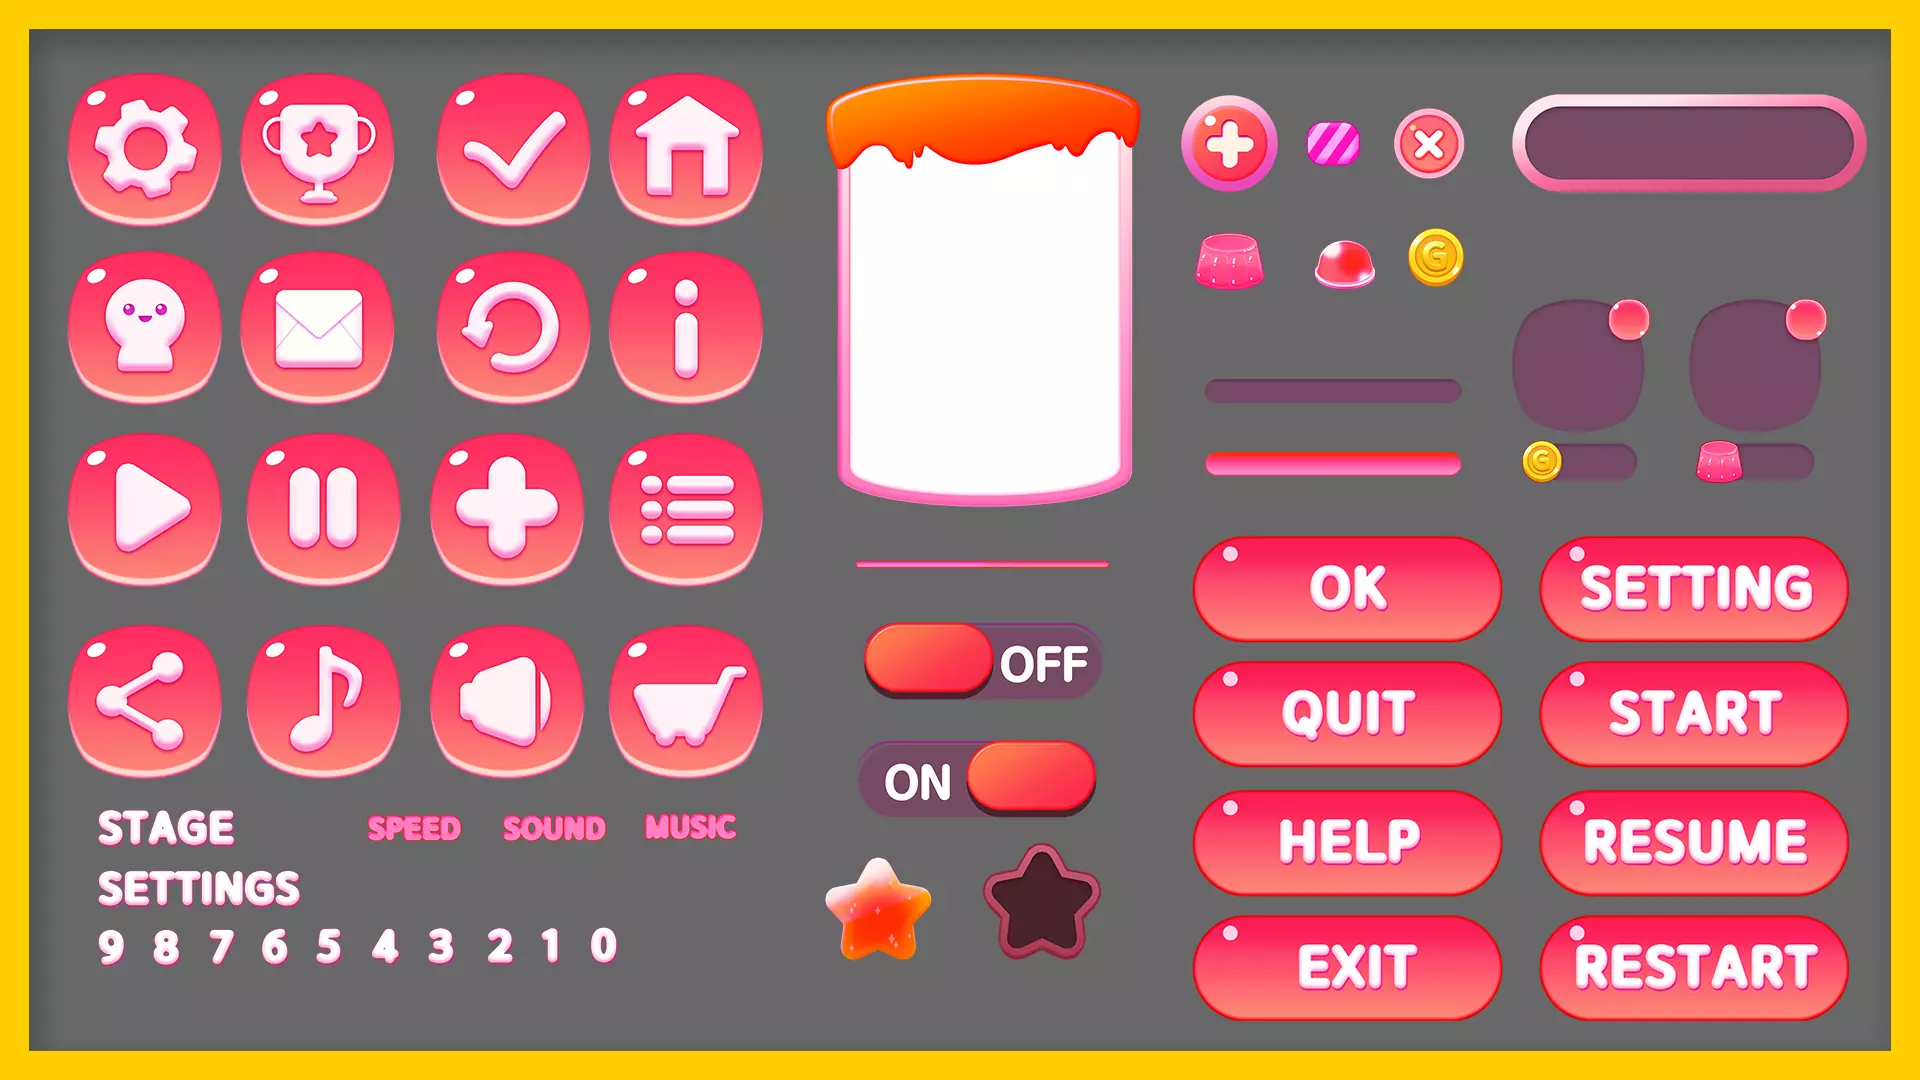 STAGE
SPEED
SOUND
MUSIC
SETTINGS
9 8 7 6 5 4 3 2 1 0
OFF
ON
G
G
OK
SETTING
QUIT
START
HELP
RESUME
EXIT
RESTART